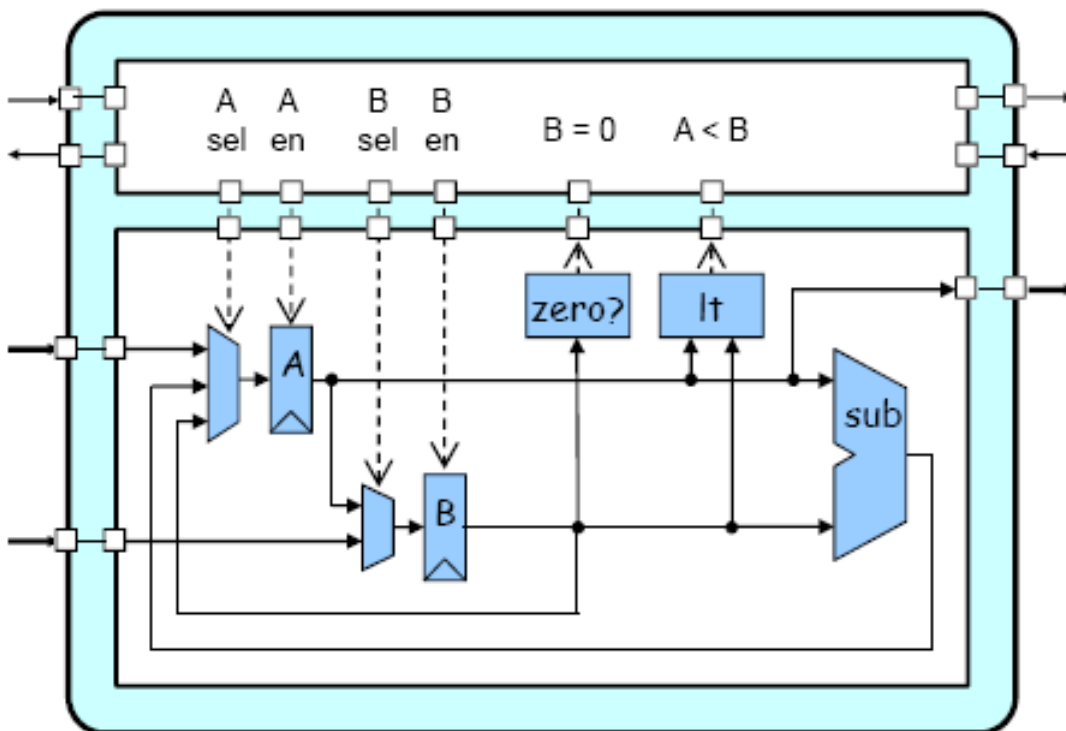 A A B B
sel en sel en
B = 0 A < B
zero? lt
A
sub
B